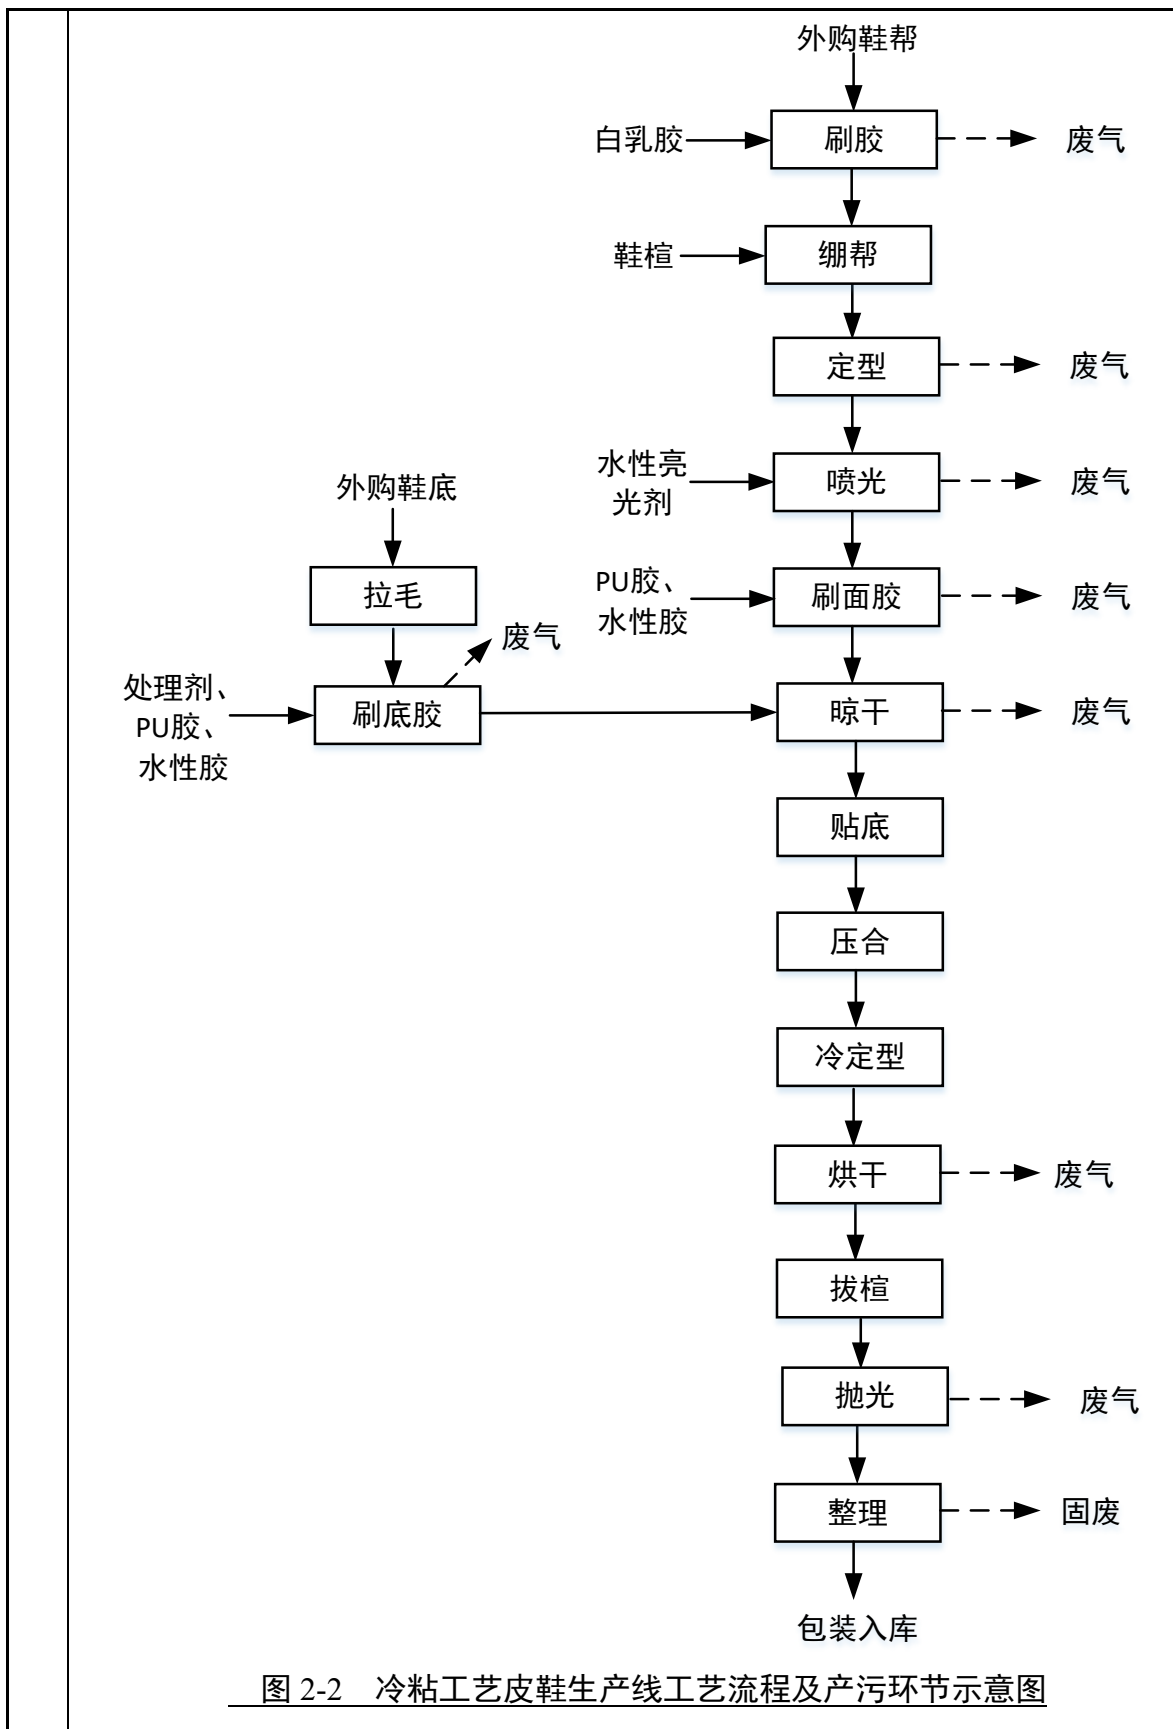 外购鞋帮
白乳胶
刷胶
废气
鞋楦
绷帮
定型
废气
水性亮
光剂
喷光
废气
外购鞋底
拉毛
PU胶、
水性胶
刷面胶
废气
废气
处理剂、
PU胶、
水性胶
刷底胶
晾干
废气
贴底
压合
冷定型
烘干
废气
拔楦
抛光
废气
整理
固废
包装入库
图 2-2 冷粘工艺皮鞋生产线工艺流程及产污环节示意图